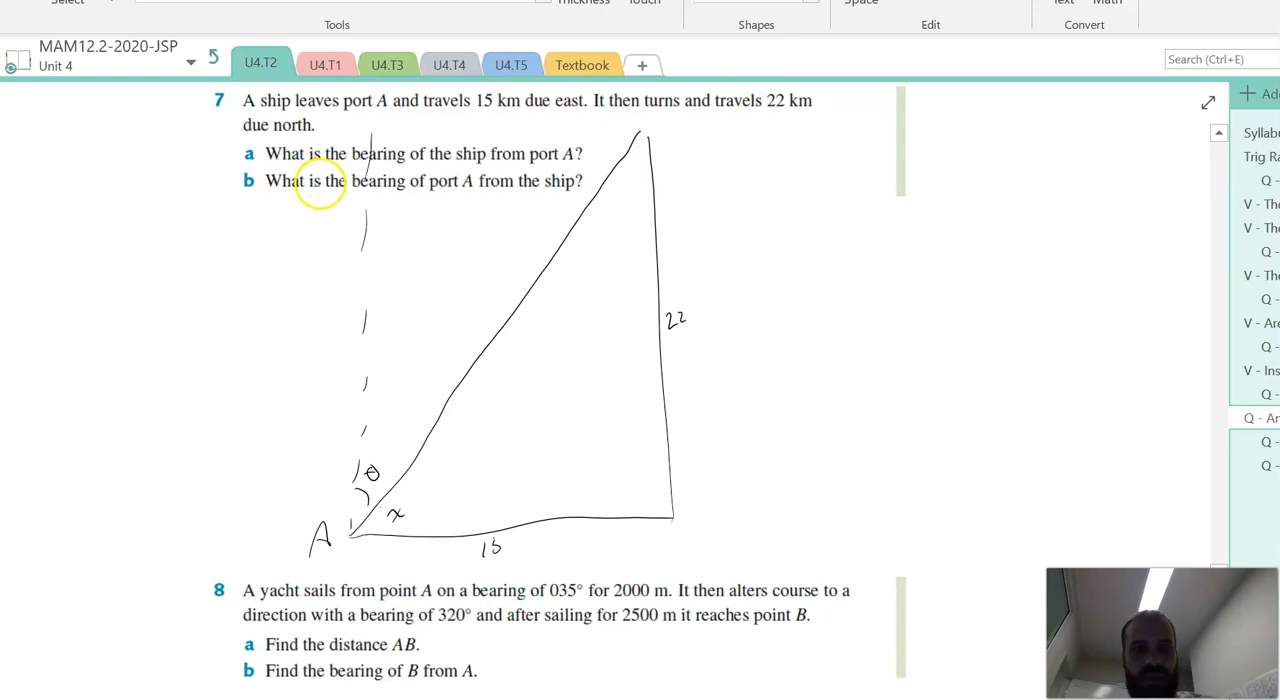 Select
Thickness
Touch
Space
Text
Math
Tools
Shapes
Edit
Convert
MAM12.2-2020-JSP
Unit 4
U4.T2
U4.T1
U4.T3
U4.T4
U4.T5
Textbook
+
Search (Ctrl+E)
7 A ship leaves port A and travels 15 km due east. It then turns and travels 22 km
due north.
a What is the bearing of the ship from port A?
b What is the bearing of port A from the ship?
22
θ
x
A
15
8 A yacht sails from point A on a bearing of 035° for 2000 m. It then alters course to a
direction with a bearing of 320° and after sailing for 2500 m it reaches point B.
a Find the distance AB.
b Find the bearing of B from A.
Syllabu
Trig Ra
Q -
V - The
V - The
Q -
V - The
Q -
V - Are
Q -
V - Ins
Q -
Q - Ar
Q -
Q -